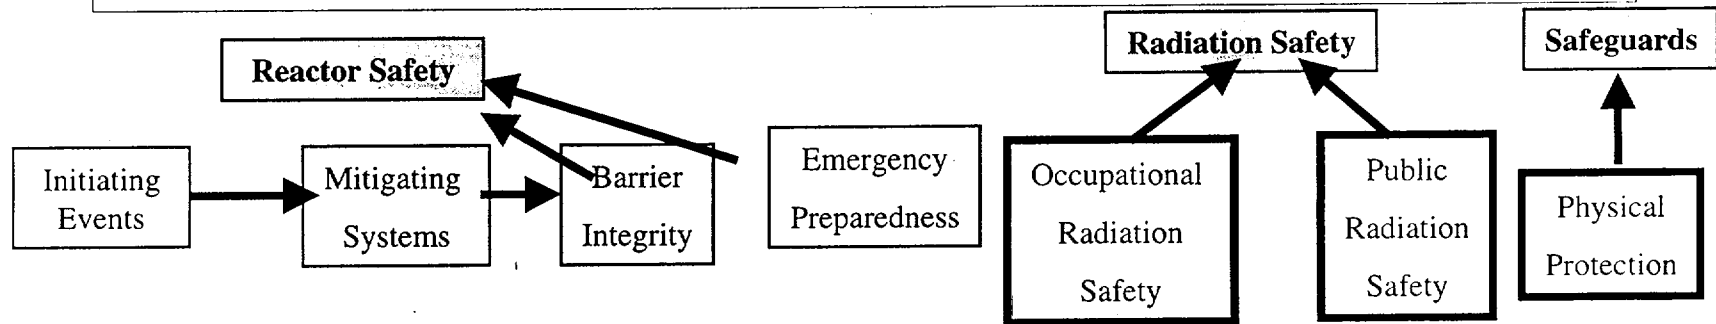 Reactor Safety
Radiation Safety
Safeguards
Initiating
Events
Mitigating
Systems
Barrier
Integrity
Emergency
Preparedness
Occupational
Radiation
Safety
Public
Radiation
Safety
Physical
Protection